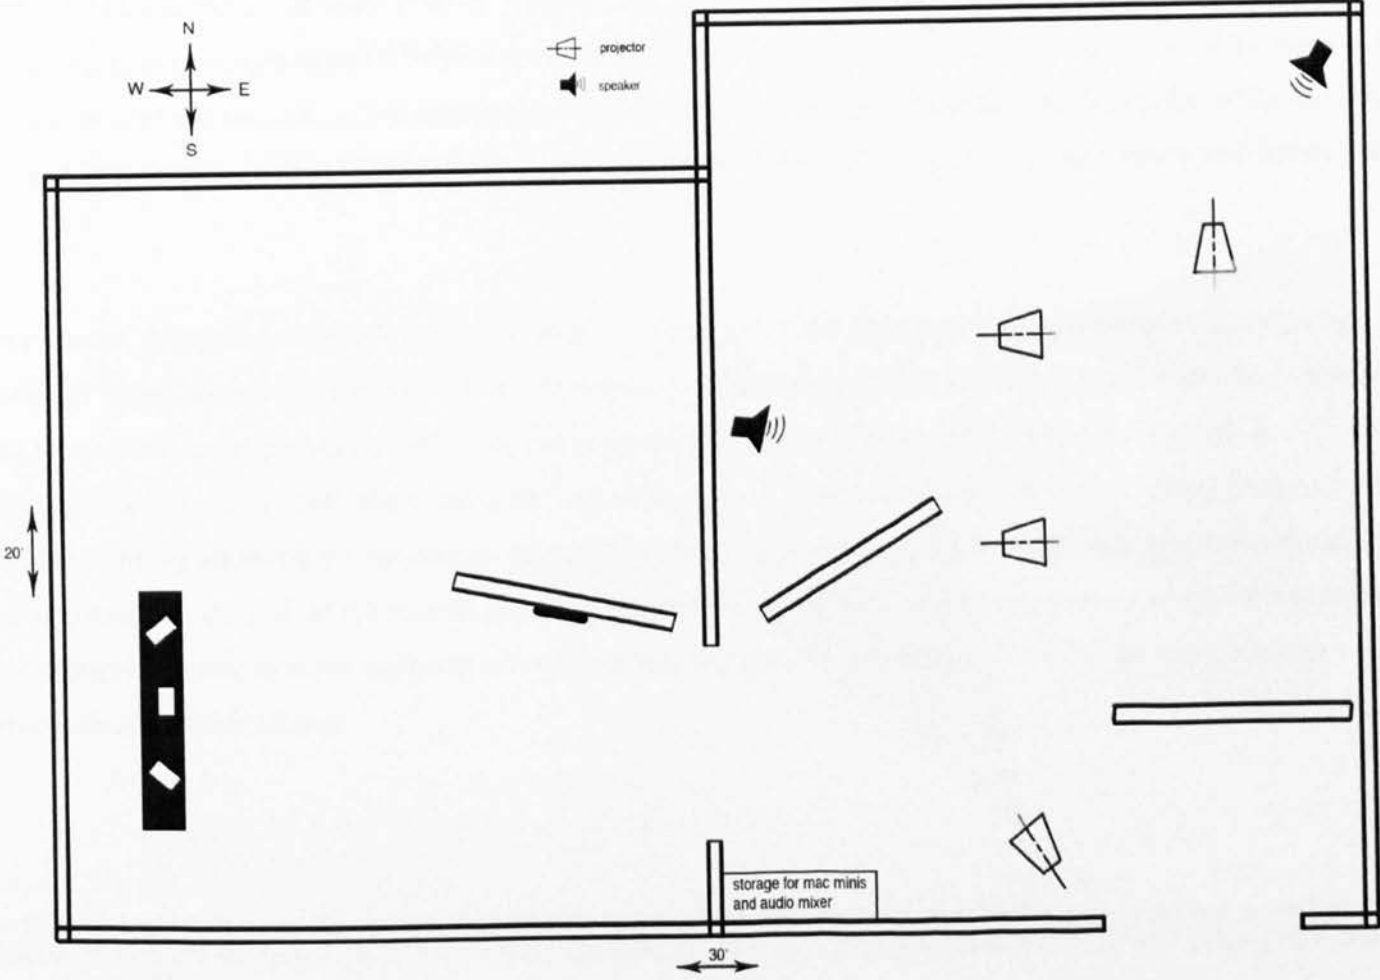 N
W E
S
projector
speaker
20'
storage for mac minis
and audio mixer
30'